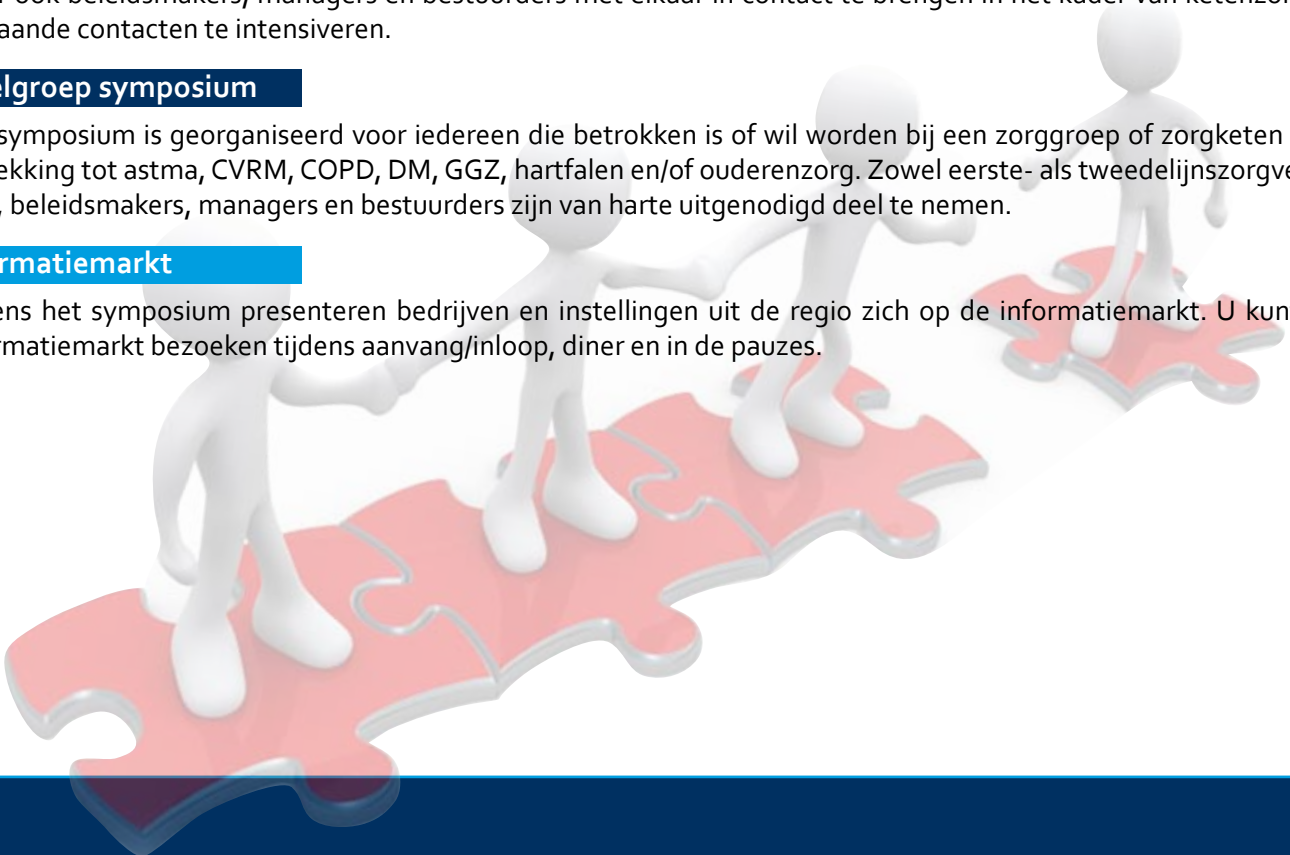 ook beleidsmakers, managers en bestuurders met elkaar in contact te brengen in het kader van
aande contacten te intensiveren.
elgroep symposium
symposium is georganiseerd voor iedereen die betrokken is of wil worden bij een zorggroep of zorgketen
ekking tot astma, CVRM, COPD, DM, GGZ, hartfalen en/of ouderenzorg. Zowel eerste- als tweedelijnszorgve
, beleidsmakers, managers en bestuurders zijn van harte uitgenodigd deel te nemen.
rmatiemarkt
ens het symposium presenteren bedrijven en instellingen uit de regio zich op de informatiemarkt. U kun
rmatiemarkt bezoeken tijdens aanvang/inloop, diner en in de pauzes.